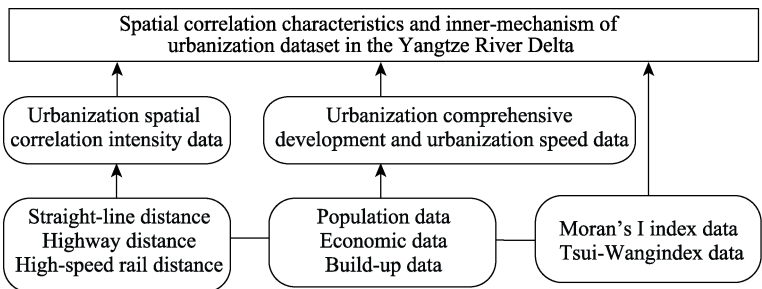 Spatial correlation characteristics and inner-mechanism of
urbanization dataset in the Yangtze River Delta
Urbanization spatial
correlation intensity data
Urbanization comprehensive
development and urbanization speed data
Straight-line distance
Highway distance
High-speed rail distance
Population data
Economic data
Build-up data
Moran's I index data
Tsui-Wangindex data